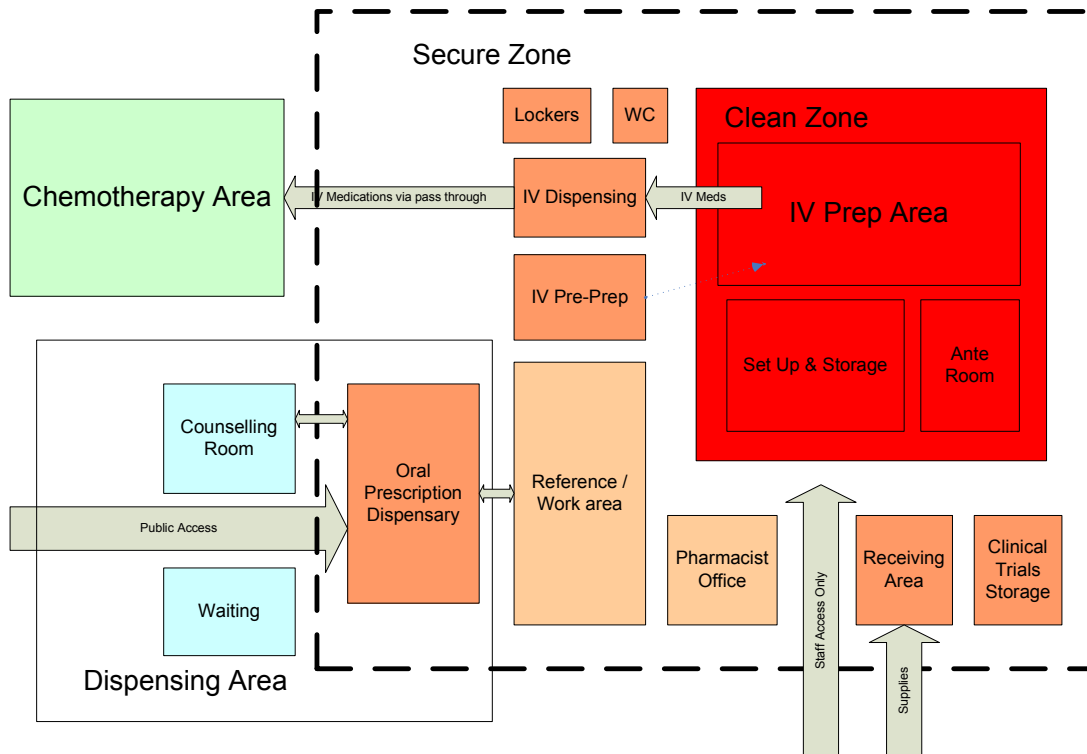 Secure Zone
Lockers
WC
Clean Zone
Chemotherapy Area
IV Medications via pass through
IV Dispensing
IV Meds
IV Prep Area
IV Pre-Prep
Set Up & Storage
Ante
Room
Counselling
Room
Oral
Prescription
Dispensary
Reference /
Work area
Public Access
Pharmacist
Office
Staff Access Only
Receiving
Area
Clinical
Trials
Storage
Waiting
Dispensing Area
Supplies